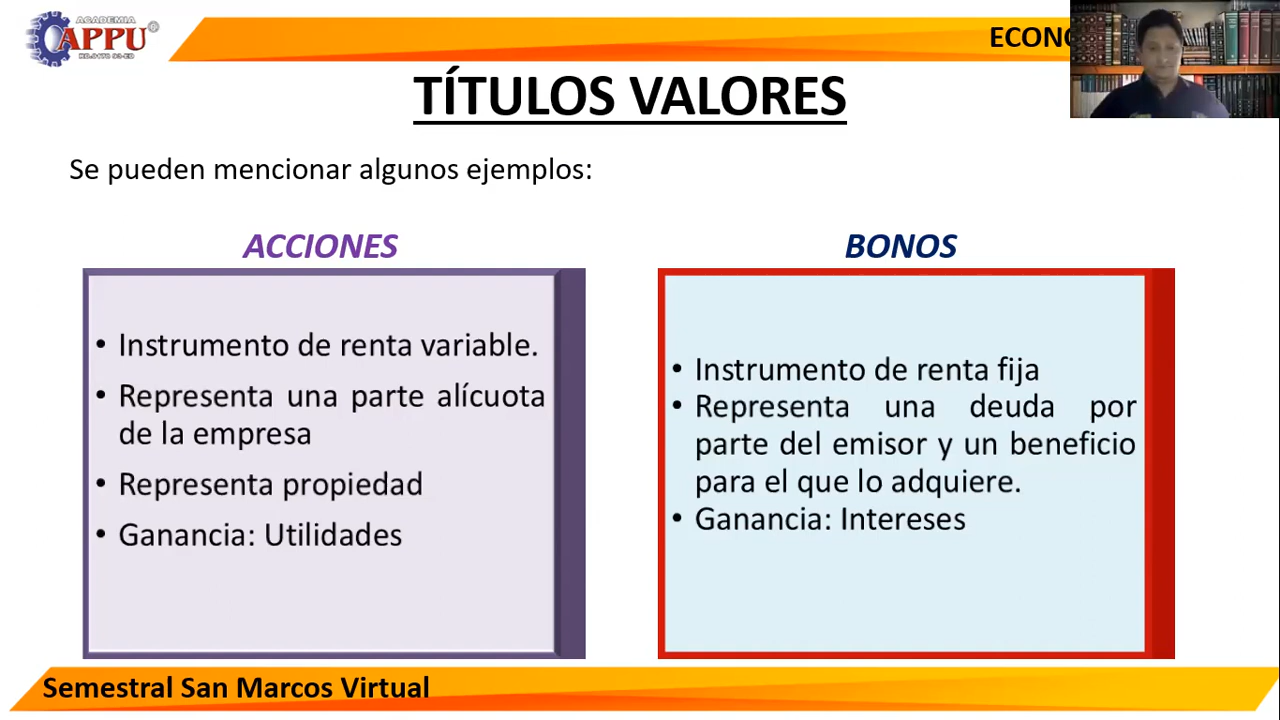 ACADEMIA
APPU
ECONO
TÍTULOS VALORES
Se pueden mencionar algunos ejemplos:
ACCIONES
• Instrumento de renta variable.
• Representa una parte alícuota
de la empresa
• Representa propiedad
• Ganancia: Utilidades
BONOS
• Instrumento de renta fija
• Representa una deuda por
parte del emisor y un beneficio
para el que lo adquiere.
• Ganancia: Intereses
Semestral San Marcos Virtual